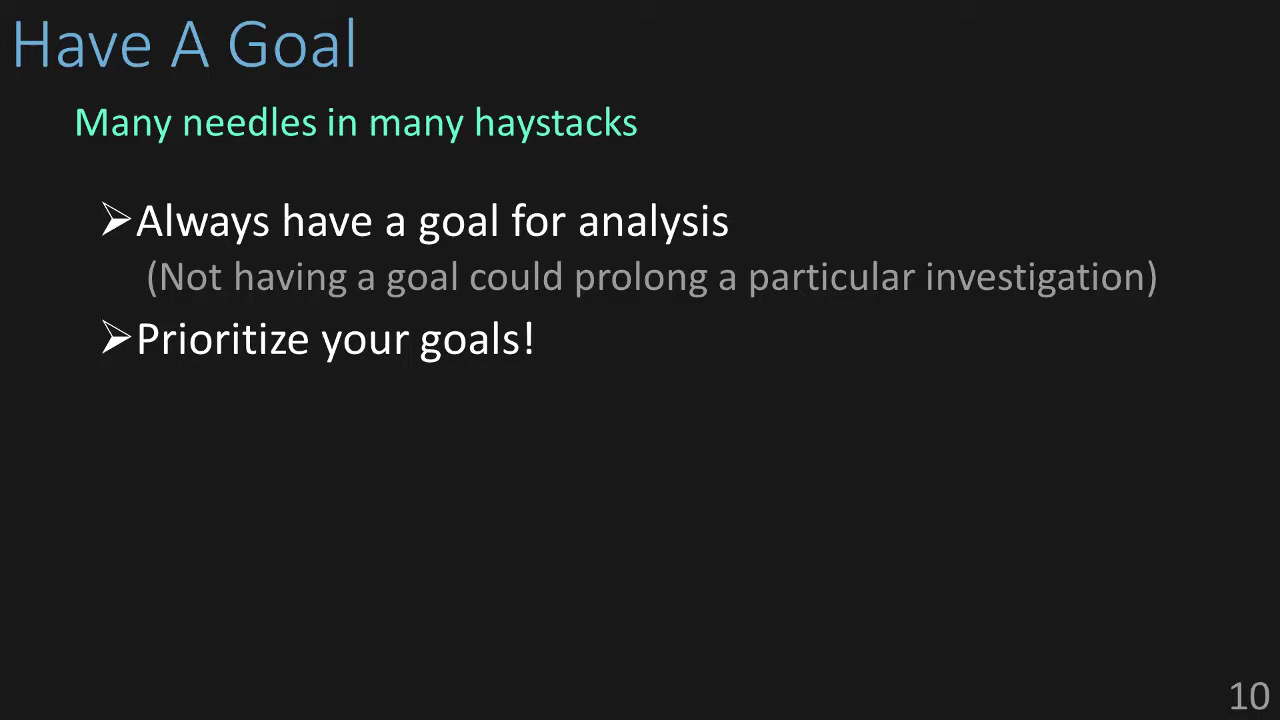 Have A Goal
Many needles in many haystacks
➢Always have a goal for analysis
(Not having a goal could prolong a particular investigation)
➢Prioritize your goals!
10